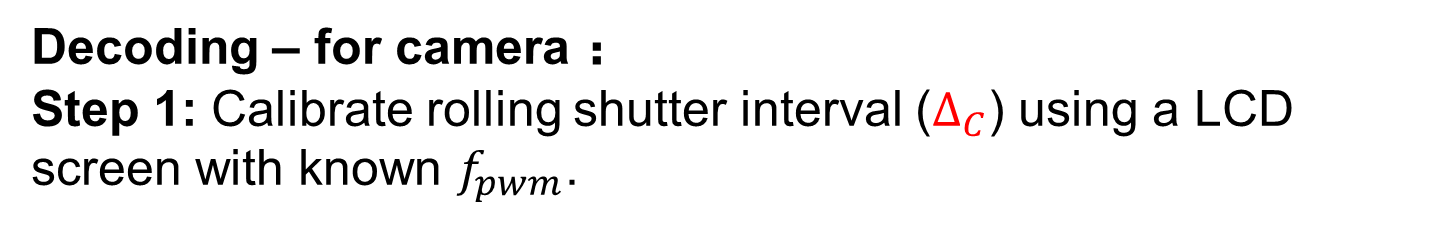 Decoding – for camera：
Step 1: Calibrate rolling shutter interval (Δ_C) using a LCD
screen with known f_pwm.